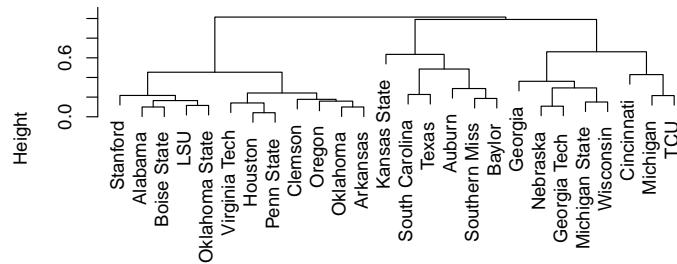 Height
0.6
0.0
Stanford
Alabama
Boise State
LSU
Oklahoma State
Virginia Tech
Houston
Penn State
Clemson
Oregon
Oklahoma
Arkansas
Kansas State
South Carolina
Texas
Auburn
Southern Miss
Baylor
Georgia
Nebraska
Georgia Tech
Michigan State
Wisconsin
Cincinnati
Michigan
TCU